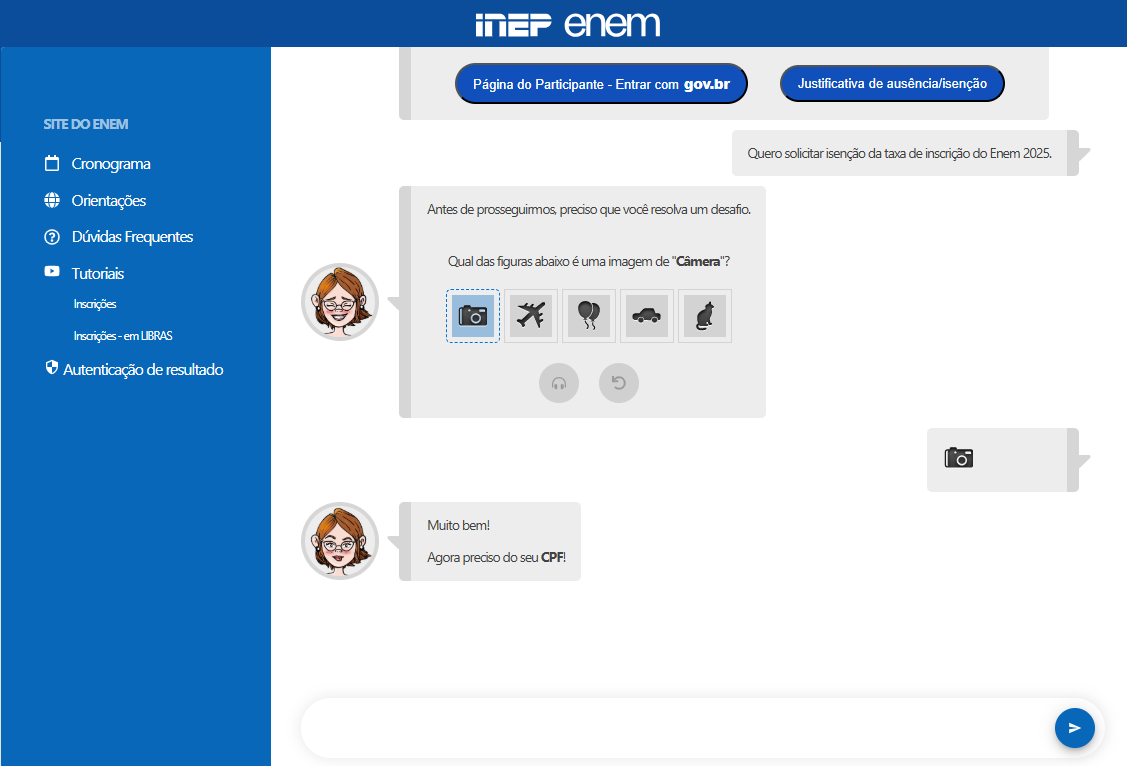 INEP enem
Página do Participante - Entrar com gov.br
Justificativa de ausência/isenção
SITE DO ENEM
Cronograma
Orientações
Dúvidas Frequentes
Tutoriais
Inscrições
Inscrições - em LIBRAS
Autenticação de resultado
Quero solicitar isenção da taxa de inscrição do Enem 2025.
Antes de prosseguirmos, preciso que você resolva um desafio.
Qual das figuras abaixo é uma imagem de "Câmera"?
Muito bem!
Agora preciso do seu CPF!